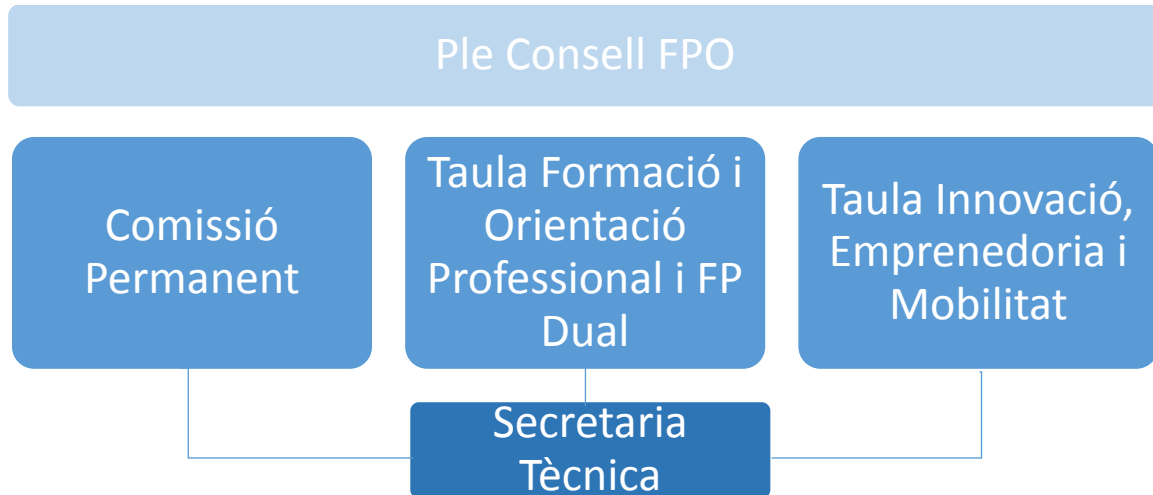 Ple Consell FPO
Comissió
Permanent
Taula Formació i
Orientació
Professional i FP
Dual
Taula Innovació,
Emprenedoria i
Mobilitat
Secretaria
Tècnica